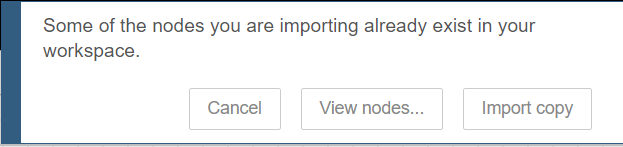 Some of the nodes you are importing already exist in your
workspace.
Cancel
View nodes...
Import copy